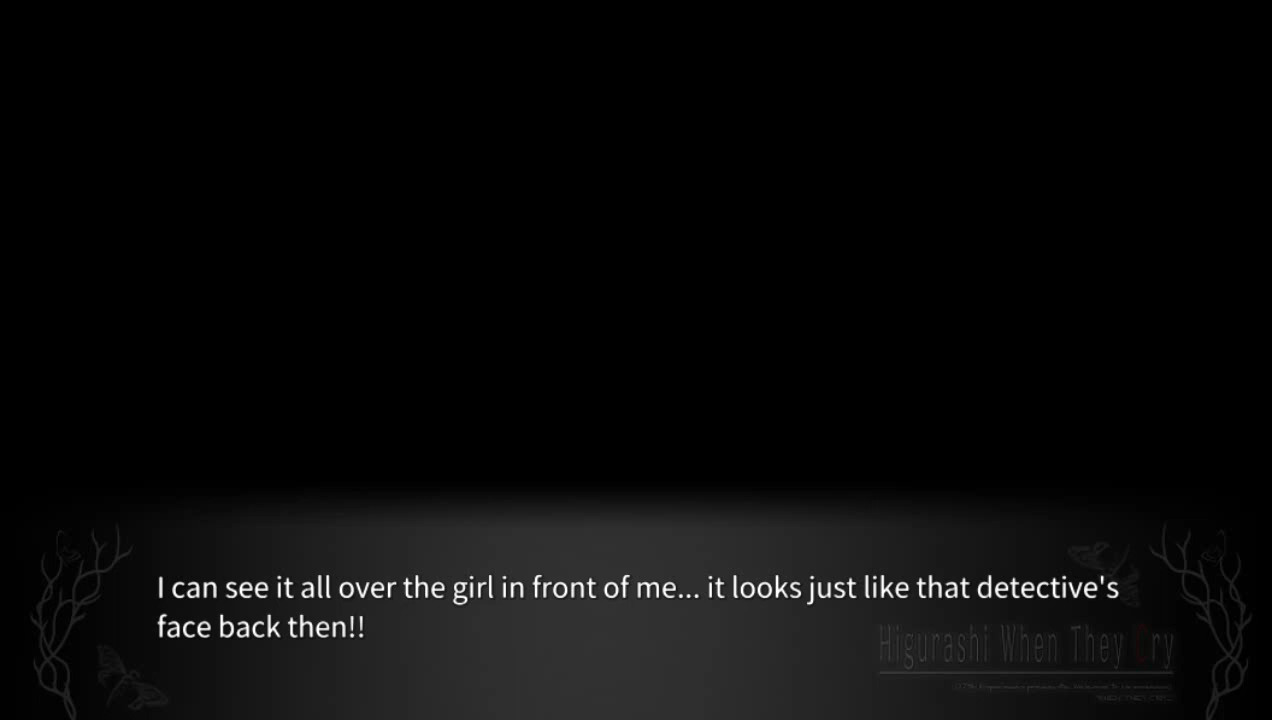 I can see it all over the girl in front of me... it looks just like that detective's
face back then!!
Higurashi When They Cry